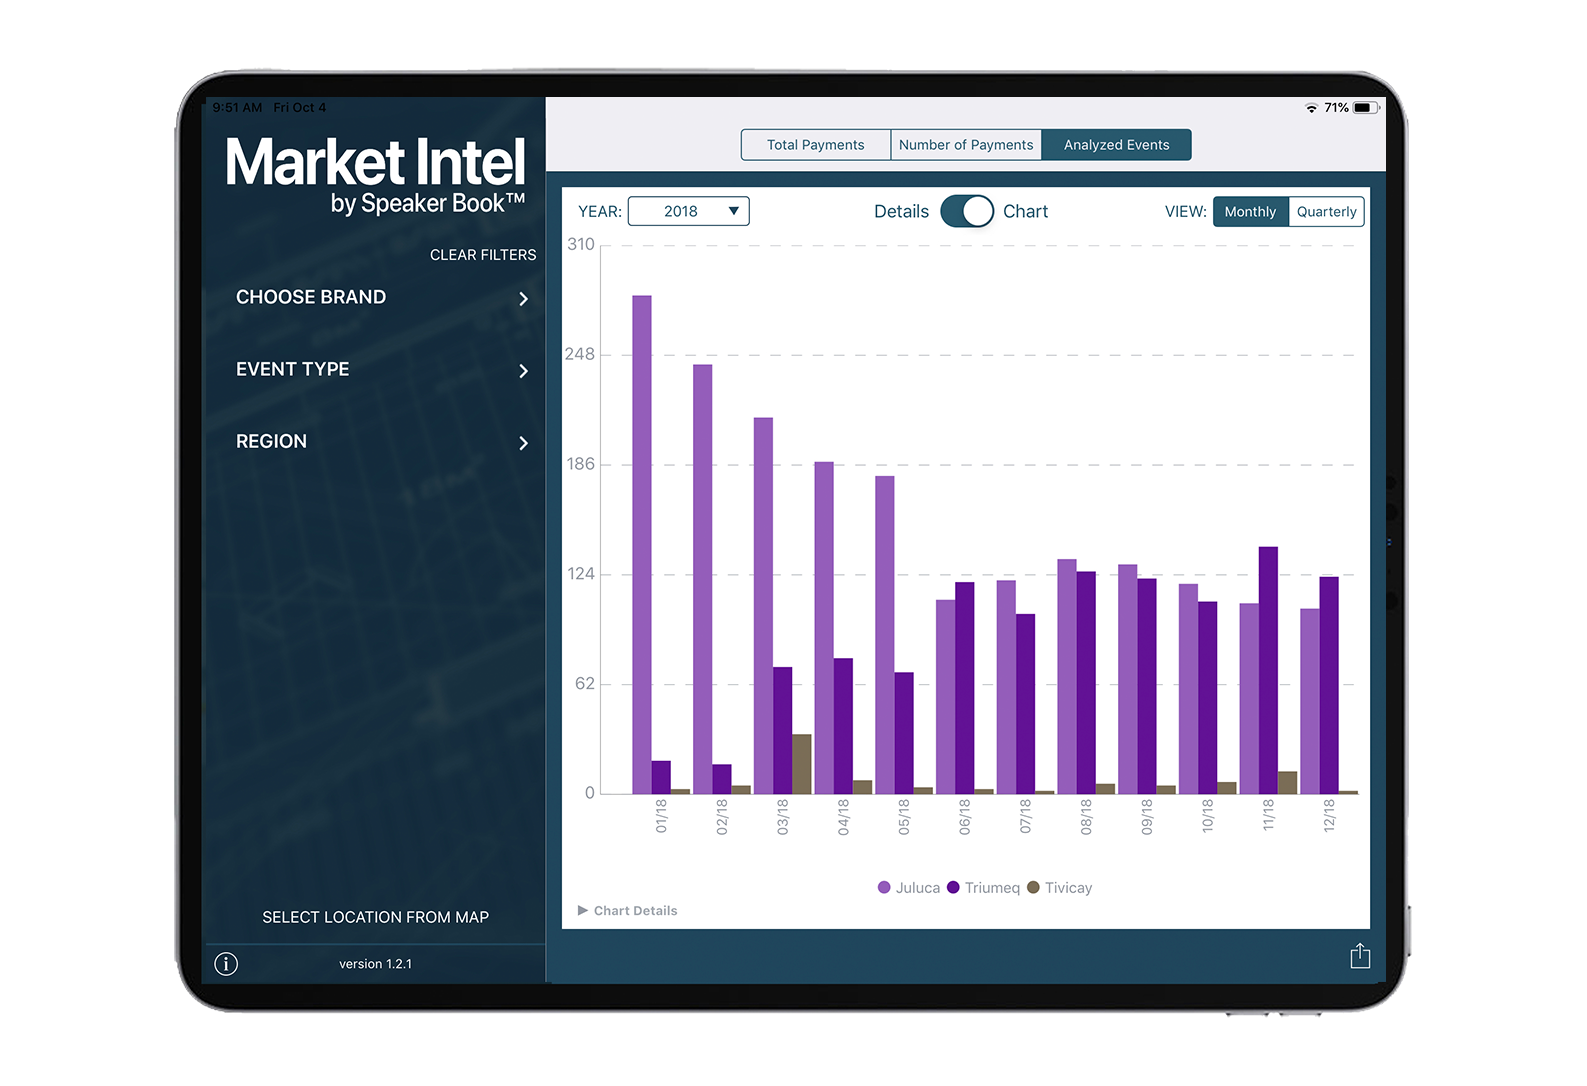 9:51 AM Fri Oct 4
71%
Market Intel
by Speaker Book™
CLEAR FILTERS
CHOOSE BRAND
EVENT TYPE
REGION
SELECT LOCATION FROM MAP
version 1.2.1
Total Payments Number of Payments Analyzed Events
YEAR: 2018 Details Chart VIEW: Monthly Quarterly
310
248
186
124
62
0
01/18 02/18 03/18 04/18 05/18 06/18 07/18 08/18 09/18 10/18 11/18 12/18
Juluca Triumeq Tivicay
Chart Details